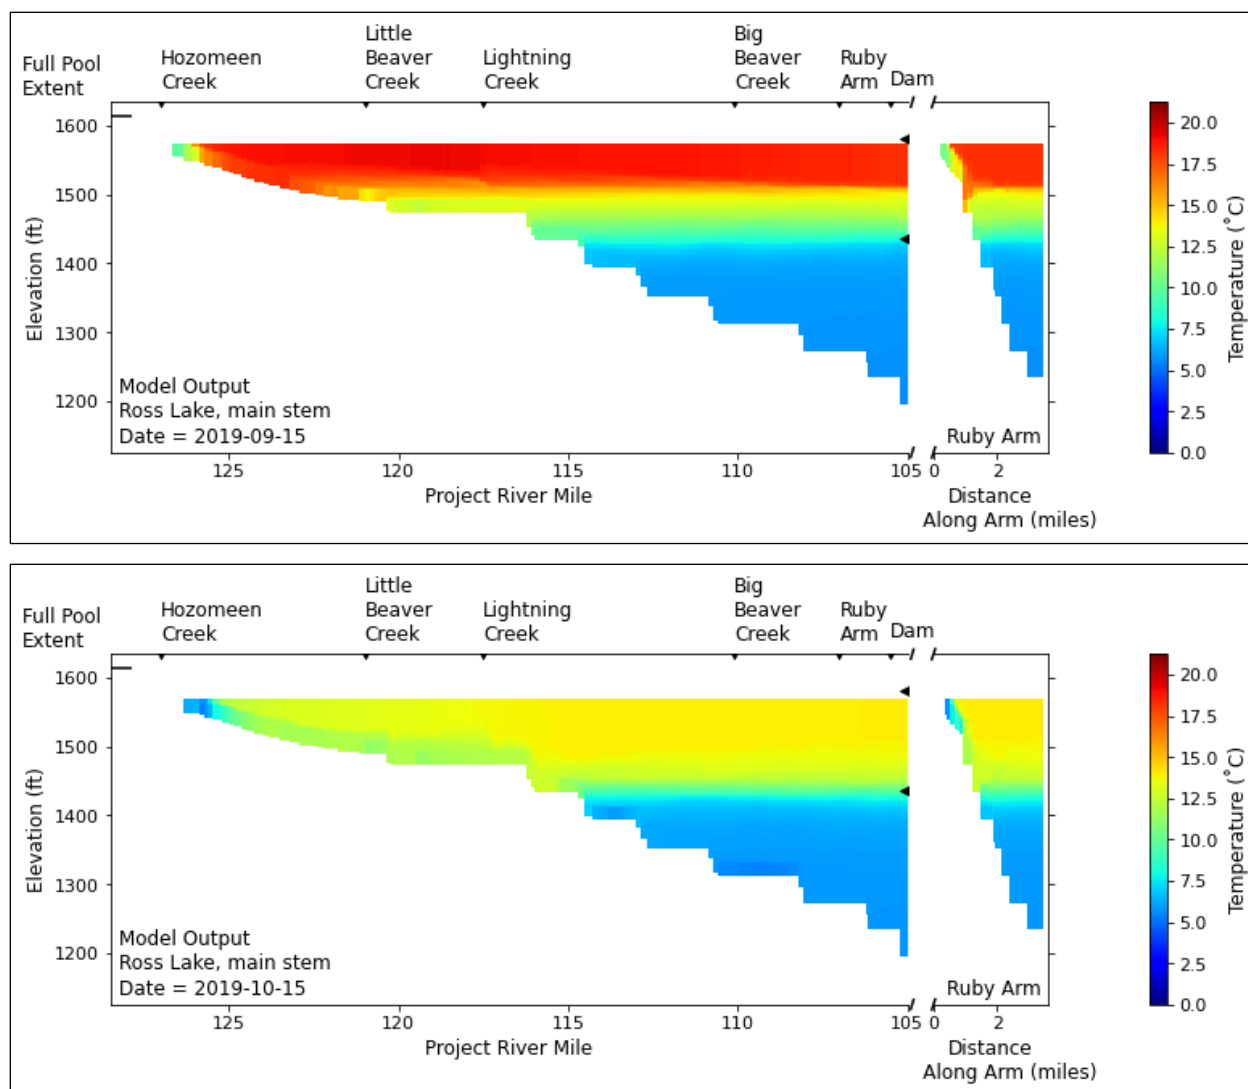 Full Pool
Extent
Hozomeen
Creek
Little
Beaver
Creek
Lightning
Creek
Big
Beaver
Creek
Ruby
Arm
Dam
1600
1500
1400
1300
1200
Elevation (ft)
Model Output
Ross Lake, main stem
Date = 2019-09-15
Ruby Arm
125
120
115
110
105
0
2
Project River Mile
Distance
Along Arm (miles)
20.0
17.5
15.0
12.5
10.0
7.5
5.0
2.5
0.0
Temperature (˚C)
Full Pool
Extent
Hozomeen
Creek
Little
Beaver
Creek
Lightning
Creek
Big
Beaver
Creek
Ruby
Arm
Dam
1600
1500
1400
1300
1200
Elevation (ft)
Model Output
Ross Lake, main stem
Date = 2019-10-15
Ruby Arm
125
120
115
110
105
0
2
Project River Mile
Distance
Along Arm (miles)
20.0
17.5
15.0
12.5
10.0
7.5
5.0
2.5
0.0
Temperature (˚C)